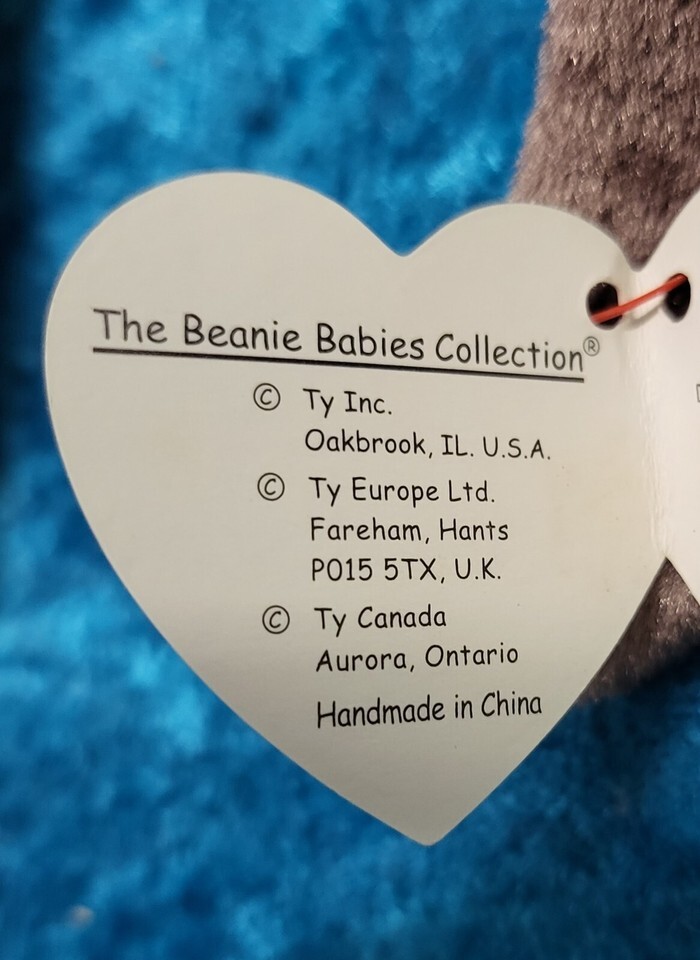 The Beanie Babies Collection®
© Ty Inc.
Oakbrook, IL. U.S.A.
© Ty Europe Ltd.
Fareham, Hants
PO15 5TX, U.K.
© Ty Canada
Aurora, Ontario
Handmade in China